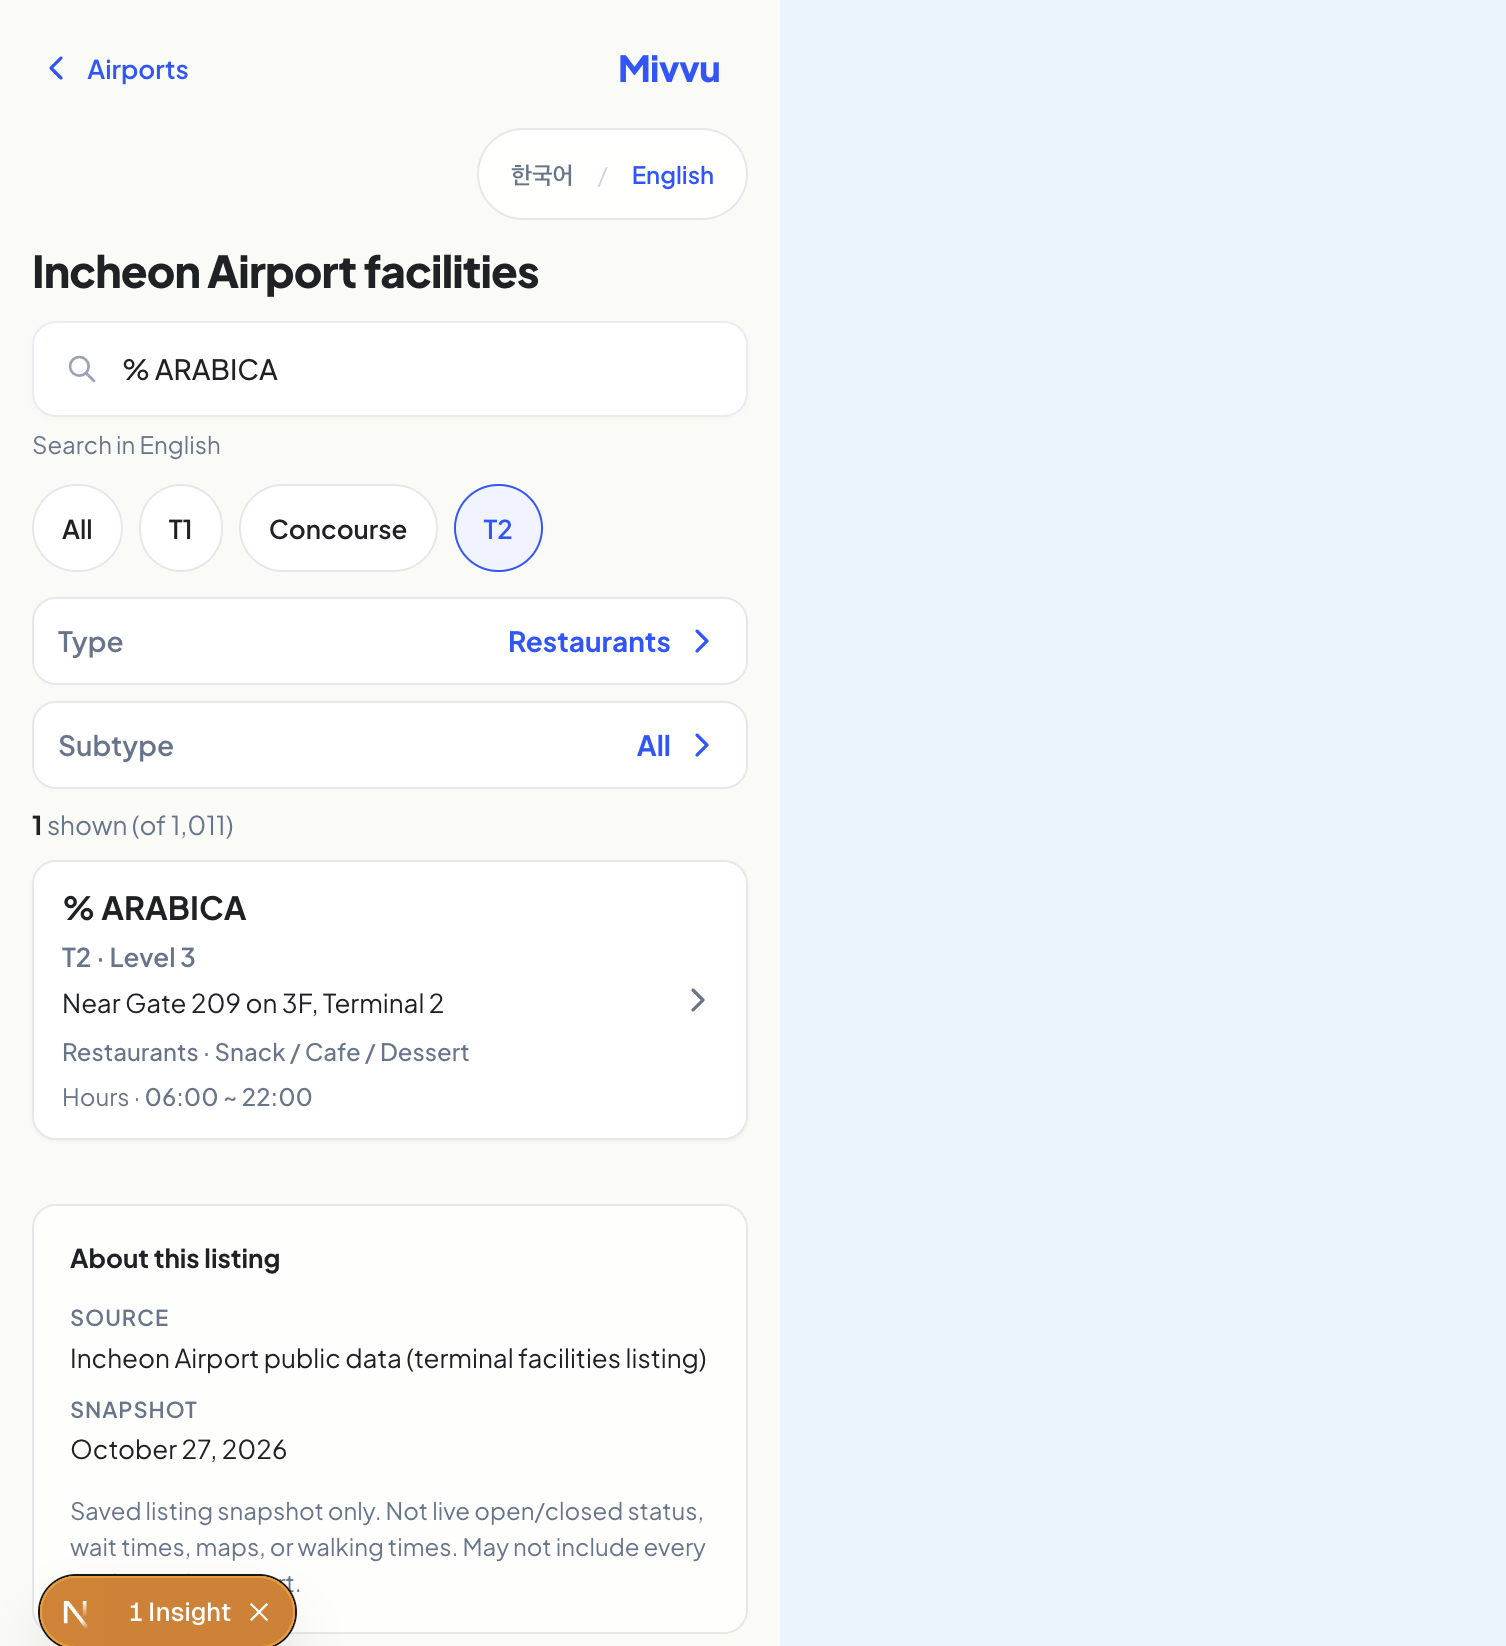 Airports
Mivvu
한국어 / English
Incheon Airport facilities
% ARABICA
Search in English
All T1 Concourse T2
Type Restaurants
Subtype All
1 shown (of 1,011)
% ARABICA
T2 · Level 3
Near Gate 209 on 3F, Terminal 2
Restaurants · Snack / Cafe / Dessert
Hours · 06:00 ~ 22:00
About this listing
SOURCE
Incheon Airport public data (terminal facilities listing)
SNAPSHOT
October 27, 2026
Saved listing snapshot only. Not live open/closed status,
wait times, maps, or walking times. May not include every
N 1 Insight